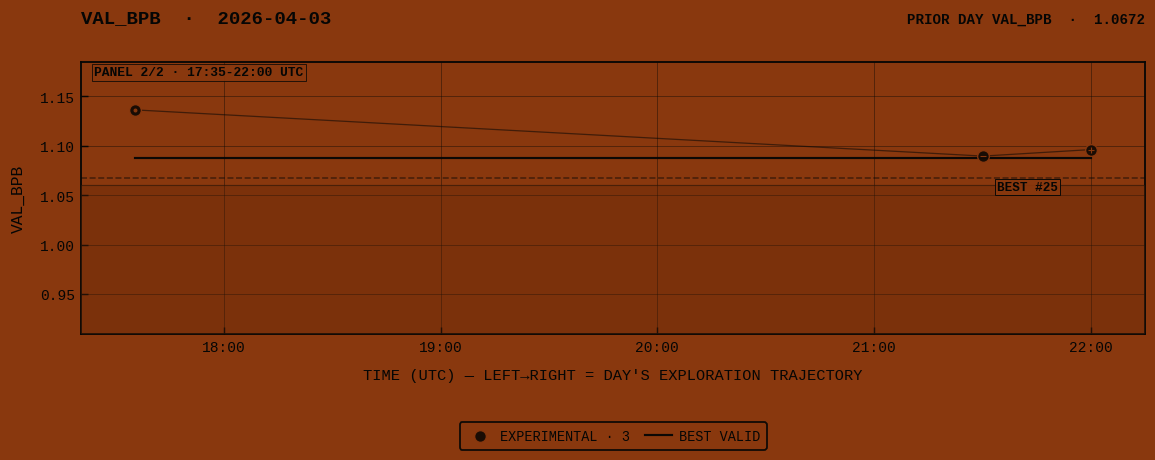 VAL_BPB · 2026-04-03
PRIOR DAY VAL_BPB · 1.0672
PANEL 2/2 · 17:35-22:00 UTC
1.15
1.10
1.05
1.00
0.95
VAL_BPB
BEST #25
18:00 19:00 20:00 21:00 22:00
TIME (UTC) — LEFT→RIGHT = DAY'S EXPLORATION TRAJECTORY
EXPERIMENTAL · 3 BEST VALID